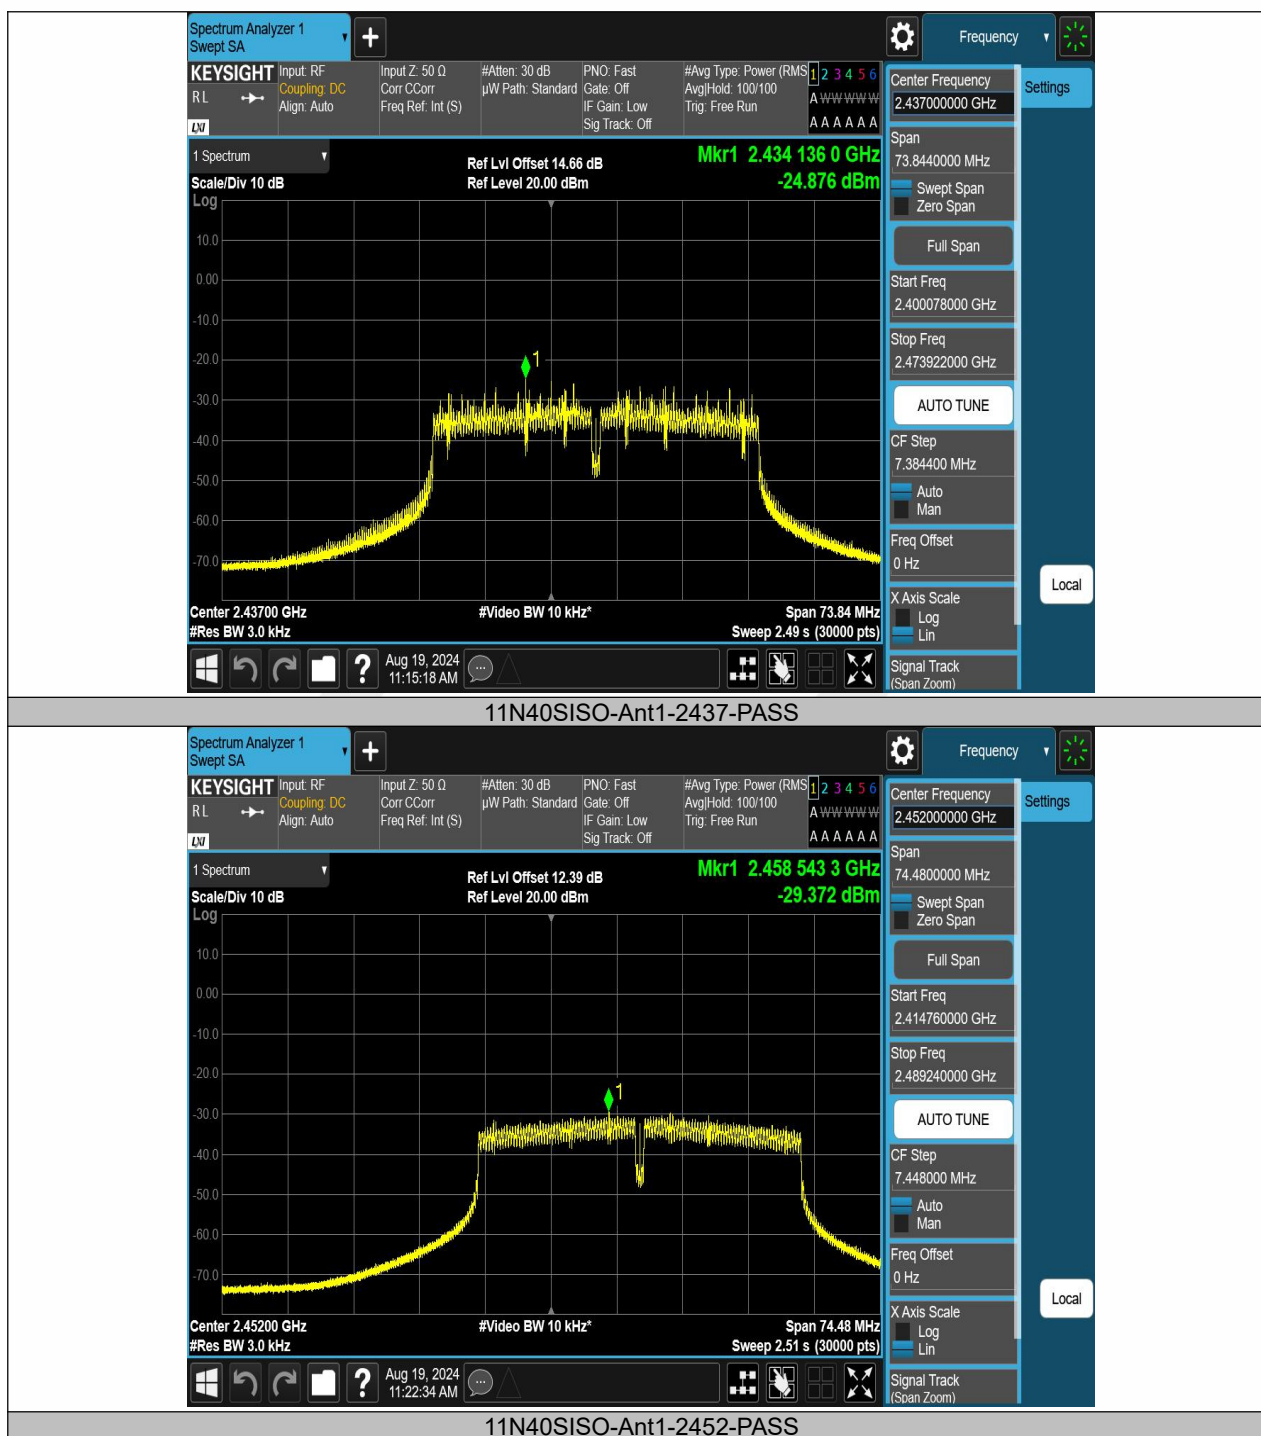 Spectrum Analyzer 1
Swept SA
Frequency
KEYSIGHT
R L
LXI
Input: RF
Coupling: DC
Align: Auto
Input Z: 50 Ω
Corr CCorr
Freq Ref: Int (S)
#Atten: 30 dB
µW Path: Standard
PNO: Fast
Gate: Off
IF Gain: Low
Sig Track: Off
#Avg Type: Power (RMS
Avg|Hold: 100/100
Trig: Free Run
1 2 3 4 5 6
A W W W W W
A A A A A A
1 Spectrum
Scale/Div 10 dB
Log
Ref Lvl Offset 14.66 dB
Ref Level 20.00 dBm
Mkr1 2.434 136 0 GHz
-24.876 dBm
10.0
0.00
-10.0
-20.0
-30.0
-40.0
-50.0
-60.0
-70.0
1
Center 2.43700 GHz
#Res BW 3.0 kHz
#Video BW 10 kHz*
Span 73.84 MHz
Sweep 2.49 s (30000 pts)
Aug 19, 2024
11:15:18 AM
Center Frequency
2.437000000 GHz
Settings
Span
73.8440000 MHz
Swept Span
Zero Span
Full Span
Start Freq
2.400078000 GHz
Stop Freq
2.473922000 GHz
AUTO TUNE
CF Step
7.384400 MHz
Auto
Man
Freq Offset
0 Hz
X Axis Scale
Log
Lin
Local
Signal Track
(Span Zoom)
11N40SISO-Ant1-2437-PASS
Spectrum Analyzer 1
Swept SA
Frequency
KEYSIGHT
R L
LXI
Input: RF
Coupling: DC
Align: Auto
Input Z: 50 Ω
Corr CCorr
Freq Ref: Int (S)
#Atten: 30 dB
µW Path: Standard
PNO: Fast
Gate: Off
IF Gain: Low
Sig Track: Off
#Avg Type: Power (RMS
Avg|Hold: 100/100
Trig: Free Run
1 2 3 4 5 6
A W W W W W
A A A A A A
1 Spectrum
Scale/Div 10 dB
Log
Ref Lvl Offset 12.39 dB
Ref Level 20.00 dBm
Mkr1 2.458 543 3 GHz
-29.372 dBm
10.0
0.00
-10.0
-20.0
-30.0
-40.0
-50.0
-60.0
-70.0
1
Center 2.45200 GHz
#Res BW 3.0 kHz
#Video BW 10 kHz*
Span 74.48 MHz
Sweep 2.51 s (30000 pts)
Aug 19, 2024
11:22:34 AM
Center Frequency
2.452000000 GHz
Settings
Span
74.4800000 MHz
Swept Span
Zero Span
Full Span
Start Freq
2.414760000 GHz
Stop Freq
2.489240000 GHz
AUTO TUNE
CF Step
7.448000 MHz
Auto
Man
Freq Offset
0 Hz
X Axis Scale
Log
Lin
Local
Signal Track
(Span Zoom)
11N40SISO-Ant1-2452-PASS